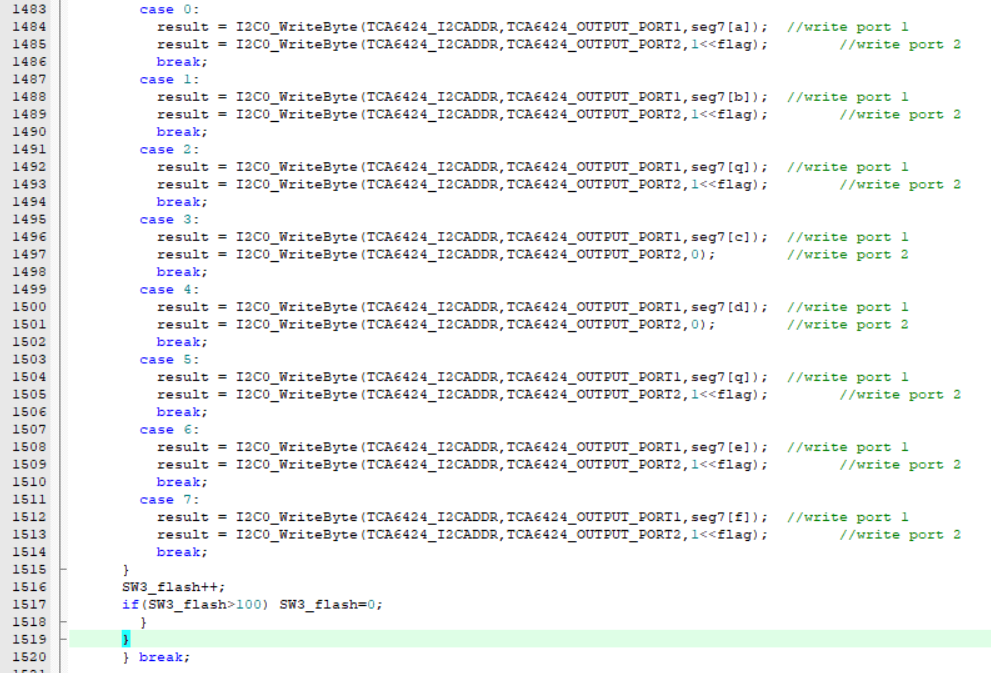 1483 case 0:
1484 result = I2C0_WriteByte(TCA6424_I2CADDR,TCA6424_OUTPUT_PORT1,seg7[a]); //write port 1
1485 result = I2C0_WriteByte(TCA6424_I2CADDR,TCA6424_OUTPUT_PORT2,1<<flag); //write port 2
1486 break;
1487 case 1:
1488 result = I2C0_WriteByte(TCA6424_I2CADDR,TCA6424_OUTPUT_PORT1,seg7[b]); //write port 1
1489 result = I2C0_WriteByte(TCA6424_I2CADDR,TCA6424_OUTPUT_PORT2,1<<flag); //write port 2
1490 break;
1491 case 2:
1492 result = I2C0_WriteByte(TCA6424_I2CADDR,TCA6424_OUTPUT_PORT1,seg7[q]); //write port 1
1493 result = I2C0_WriteByte(TCA6424_I2CADDR,TCA6424_OUTPUT_PORT2,1<<flag); //write port 2
1494 break;
1495 case 3:
1496 result = I2C0_WriteByte(TCA6424_I2CADDR,TCA6424_OUTPUT_PORT1,seg7[c]); //write port 1
1497 result = I2C0_WriteByte(TCA6424_I2CADDR,TCA6424_OUTPUT_PORT2,0); //write port 2
1498 break;
1499 case 4:
1500 result = I2C0_WriteByte(TCA6424_I2CADDR,TCA6424_OUTPUT_PORT1,seg7[d]); //write port 1
1501 result = I2C0_WriteByte(TCA6424_I2CADDR,TCA6424_OUTPUT_PORT2,0); //write port 2
1502 break;
1503 case 5:
1504 result = I2C0_WriteByte(TCA6424_I2CADDR,TCA6424_OUTPUT_PORT1,seg7[q]); //write port 1
1505 result = I2C0_WriteByte(TCA6424_I2CADDR,TCA6424_OUTPUT_PORT2,1<<flag); //write port 2
1506 break;
1507 case 6:
1508 result = I2C0_WriteByte(TCA6424_I2CADDR,TCA6424_OUTPUT_PORT1,seg7[e]); //write port 1
1509 result = I2C0_WriteByte(TCA6424_I2CADDR,TCA6424_OUTPUT_PORT2,1<<flag); //write port 2
1510 break;
1511 case 7:
1512 result = I2C0_WriteByte(TCA6424_I2CADDR,TCA6424_OUTPUT_PORT1,seg7[f]); //write port 1
1513 result = I2C0_WriteByte(TCA6424_I2CADDR,TCA6424_OUTPUT_PORT2,1<<flag); //write port 2
1514 break;
1515 }
1516 SW3_flash++;
1517 if(SW3_flash>100) SW3_flash=0;
1518 }
1519 }
1520 } break;